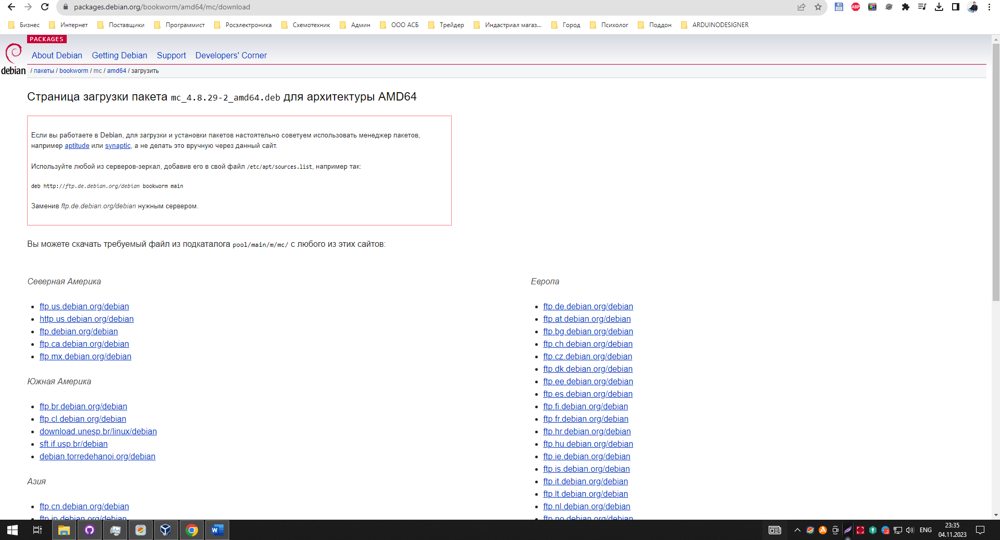 packages.debian.org/bookworm/amd64/mc/download
ABP
Бизнес Интернет Поставщики Программист Росэлектроника Схемотехник Админ ООО АСБ Трейдер Индастриал магаз... Город Психолог Поддон ARDUINODESIGNER
PACKAGES
About Debian Getting Debian Support Developers' Corner
debian
/ пакеты / bookworm / mc / amd64 / загрузить
Страница загрузки пакета mc_4.8.29-2_amd64.deb для архитектуры AMD64
Если вы работаете в Debian, для загрузки и установки пакетов настоятельно советуем использовать менеджер пакетов,
например aptitude или synaptic, а не делать это вручную через данный сайт.
Используйте любой из серверов-зеркал, добавив его в свой файл /etc/apt/sources.list, например так:
deb http://ftp.de.debian.org/debian bookworm main
Заменив ftp.de.debian.org/debian нужным сервером.
Вы можете скачать требуемый файл из подкаталога pool/main/m/mc/ с любого из этих сайтов:
Северная Америка
ftp.us.debian.org/debian
http.us.debian.org/debian
ftp.debian.org/debian
ftp.ca.debian.org/debian
ftp.mx.debian.org/debian
Южная Америка
ftp.br.debian.org/debian
ftp.cl.debian.org/debian
download.unesp.br/linux/debian
sft.if.usp.br/debian
debian.torredehanoi.org/debian
Азия
ftp.cn.debian.org/debian
ftp.jp.debian.org/debian
Европа
ftp.de.debian.org/debian
ftp.at.debian.org/debian
ftp.bg.debian.org/debian
ftp.ch.debian.org/debian
ftp.cz.debian.org/debian
ftp.dk.debian.org/debian
ftp.ee.debian.org/debian
ftp.es.debian.org/debian
ftp.fi.debian.org/debian
ftp.fr.debian.org/debian
ftp.hr.debian.org/debian
ftp.hu.debian.org/debian
ftp.ie.debian.org/debian
ftp.is.debian.org/debian
ftp.it.debian.org/debian
ftp.lt.debian.org/debian
ftp.nl.debian.org/debian
ftp.no.debian.org/debian
ENG
23:35
04.11.2023